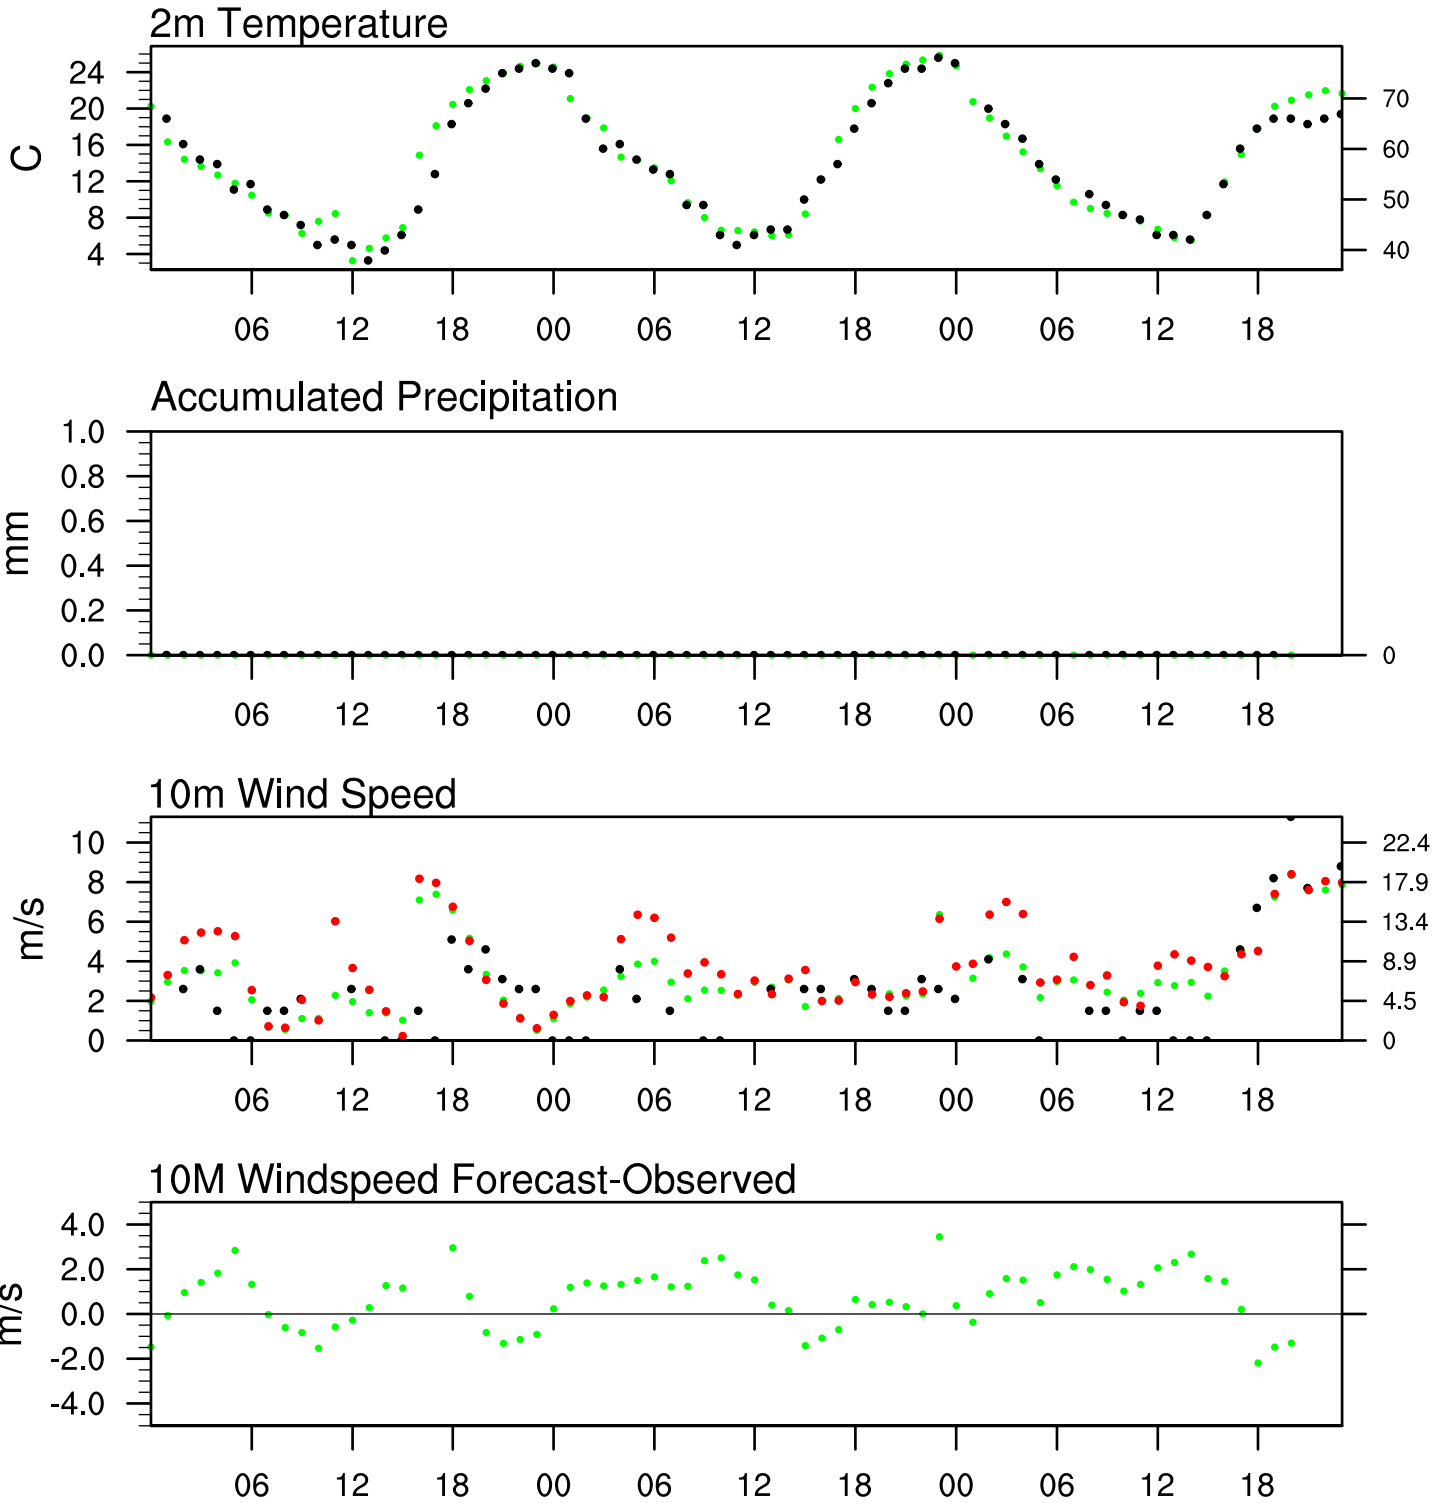 2m Temperature
24
20
16
12
8
4
C
70
60
50
40
06 12 18 00 06 12 18 00 06 12 18
Accumulated Precipitation
1.0
0.8
0.6
0.4
0.2
0.0
mm
0
06 12 18 00 06 12 18 00 06 12 18
10m Wind Speed
10
8
6
4
2
0
m/s
22.4
17.9
13.4
8.9
4.5
0
06 12 18 00 06 12 18 00 06 12 18
10M Windspeed Forecast-Observed
4.0
2.0
0.0
-2.0
-4.0
m/s
06 12 18 00 06 12 18 00 06 12 18